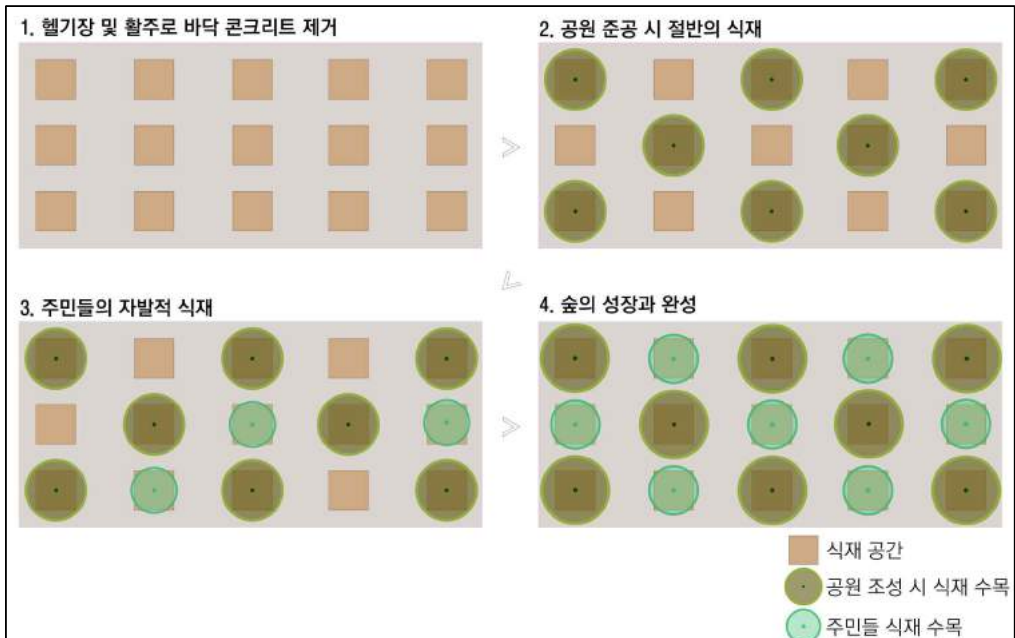 1. 헬기장 및 활주로 바닥 콘크리트 제거
2. 공원 준공 시 절반의 식재
3. 주민들의 자발적 식재
4. 숲의 성장과 완성
식재 공간
공원 조성 시 식재 수목
주민들 식재 수목